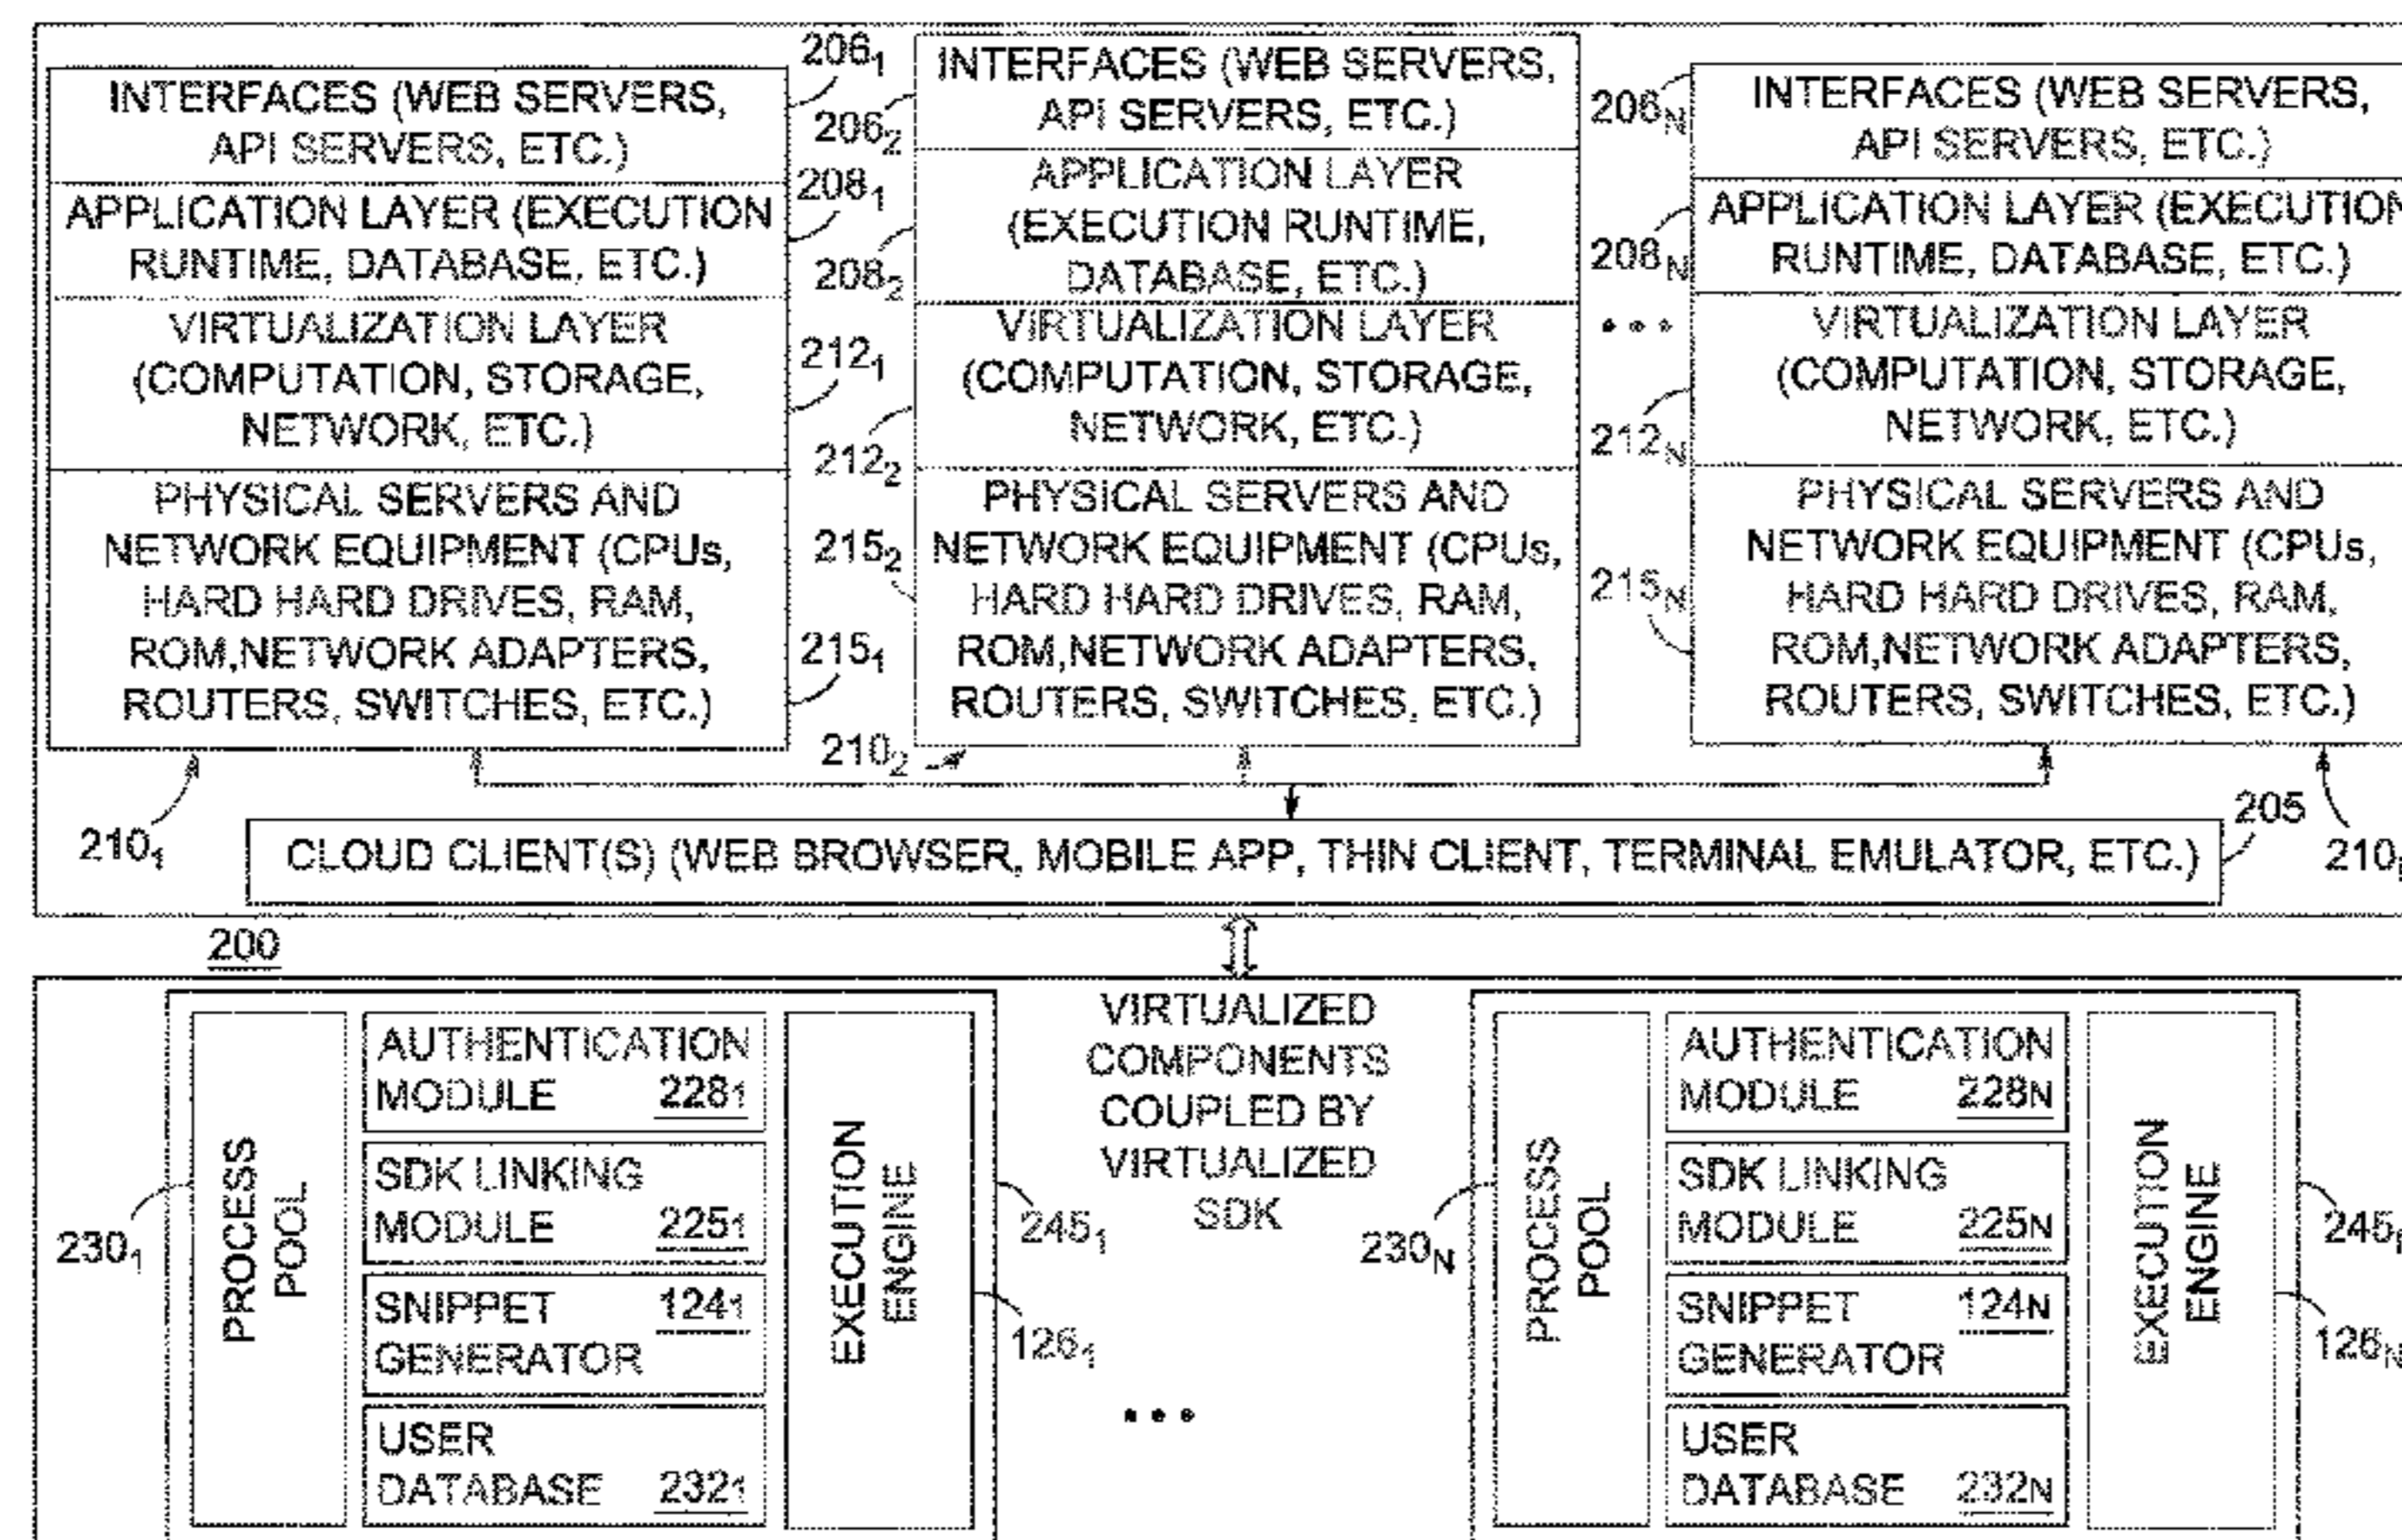 206₁
INTERFACES (WEB SERVERS,
API SERVERS, ETC.)
208₁
APPLICATION LAYER (EXECUTION
RUNTIME, DATABASE, ETC.)
VIRTUALIZATION LAYER
(COMPUTATION, STORAGE,
NETWORK, ETC.)
212₁
PHYSICAL SERVERS AND
NETWORK EQUIPMENT (CPUs,
HARD HARD DRIVES, RAM,
ROM,NETWORK ADAPTERS,
ROUTERS, SWITCHES, ETC.)
215₁
210₁
INTERFACES (WEB SERVERS,
API SERVERS, ETC.)
206₂
APPLICATION LAYER
(EXECUTION RUNTIME,
DATABASE, ETC.)
208₂
VIRTUALIZATION LAYER
(COMPUTATION, STORAGE,
NETWORK, ETC.)
212₂
PHYSICAL SERVERS AND
NETWORK EQUIPMENT (CPUs,
HARD HARD DRIVES, RAM,
ROM,NETWORK ADAPTERS,
ROUTERS, SWITCHES, ETC.)
215₂
210₂
• • •
206N
INTERFACES (WEB SERVERS,
API SERVERS, ETC.)
208N
APPLICATION LAYER (EXECUTION
RUNTIME, DATABASE, ETC.)
VIRTUALIZATION LAYER
(COMPUTATION, STORAGE,
NETWORK, ETC.)
212N
PHYSICAL SERVERS AND
NETWORK EQUIPMENT (CPUs,
HARD HARD DRIVES, RAM,
ROM,NETWORK ADAPTERS,
ROUTERS, SWITCHES, ETC.)
215N
210
205
CLOUD CLIENT(S) (WEB BROWSER, MOBILE APP, THIN CLIENT, TERMINAL EMULATOR, ETC.)
200
230₁
PROCESS
POOL
AUTHENTICATION
MODULE 228₁
SDK LINKING
MODULE 225₁
SNIPPET 124₁
GENERATOR
USER
DATABASE 232₁
EXECUTION
ENGINE
245₁
126₁
VIRTUALIZED
COMPONENTS
COUPLED BY
VIRTUALIZED
SDK
• • •
230N
PROCESS
POOL
AUTHENTICATION
MODULE 228N
SDK LINKING
MODULE 225N
SNIPPET 124N
GENERATOR
USER
DATABASE 232N
EXECUTION
ENGINE
245
126N